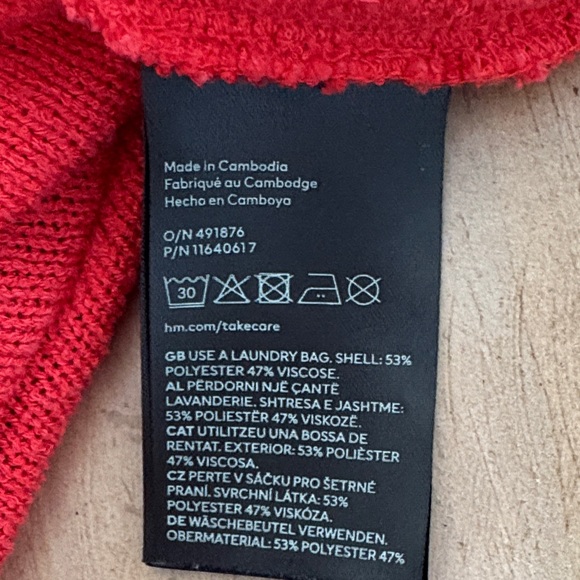 Made in Cambodia
Fabriqué au Cambodge
Hecho en Camboya
O/N 491876
P/N 11640617
30
hm.com/takecare
GB USE A LAUNDRY BAG. SHELL: 53%
POLYESTER 47% VISCOSE.
AL PËRDORNI NJË ÇANTË
LAVANDERIE. SHTRESA E JASHTME:
53% POLIESTËR 47% VISKOZË.
CAT UTILITZEU UNA BOSSA DE
RENTAT. EXTERIOR: 53% POLIÈSTER
47% VISCOSA.
CZ PERTE V SÁČKU PRO ŠETRNÉ
PRANÍ. SVRCHNÍ LÁTKA: 53%
POLYESTER 47% VISKÓZA.
DE WÄSCHEBEUTEL VERWENDEN.
OBERMATERIAL: 53% POLYESTER 47%